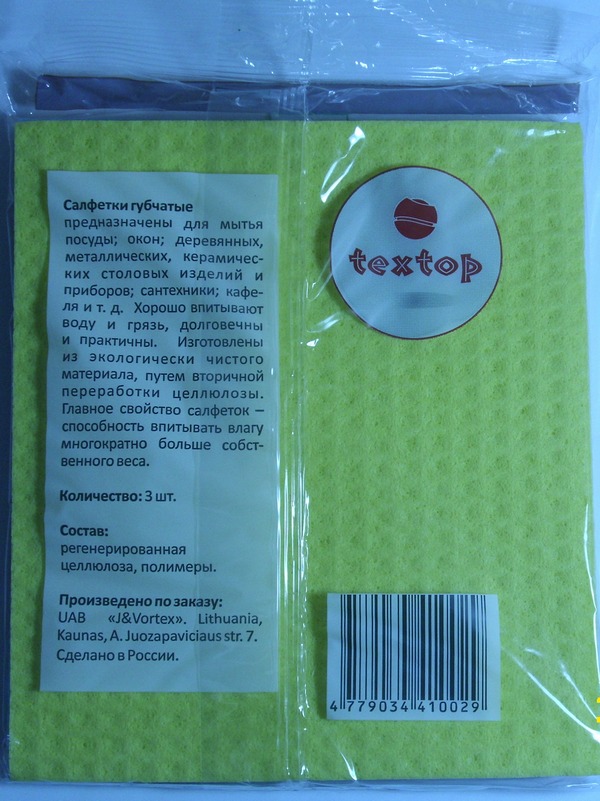 Салфетки губчатые
предназначены для мытья
посуды; окон; деревянных,
металлических, керамичес-
ких столовых изделий и
приборов; сантехники; кафе-
ля и т. д. Хорошо впитывают
воду и грязь, долговечны
и практичны. Изготовлены
из экологически чистого
материала, путем вторичной
переработки целлюлозы.
Главное свойство салфеток –
способность впитывать влагу
многократно больше собст-
венного веса.
Количество: 3 шт.
Состав:
регенерированная
целлюлоза, полимеры.
Произведено по заказу:
UAB «J&Vortex». Lithuania,
Kaunas, A. Juozapaviciaus str. 7.
Сделано в России.
textop
4 779034 410029